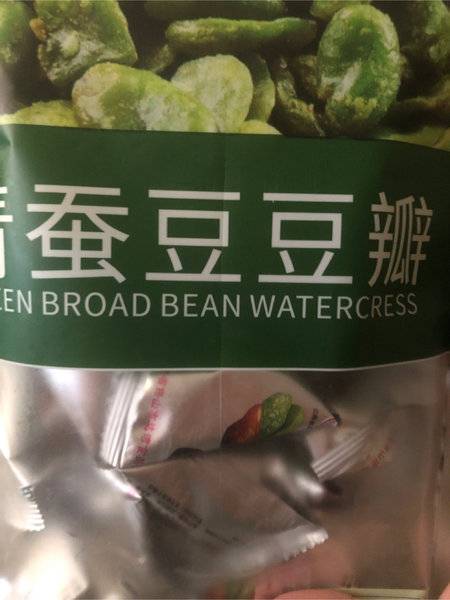 青蚕豆豆瓣
EEN BROAD BEAN WATERCRESS